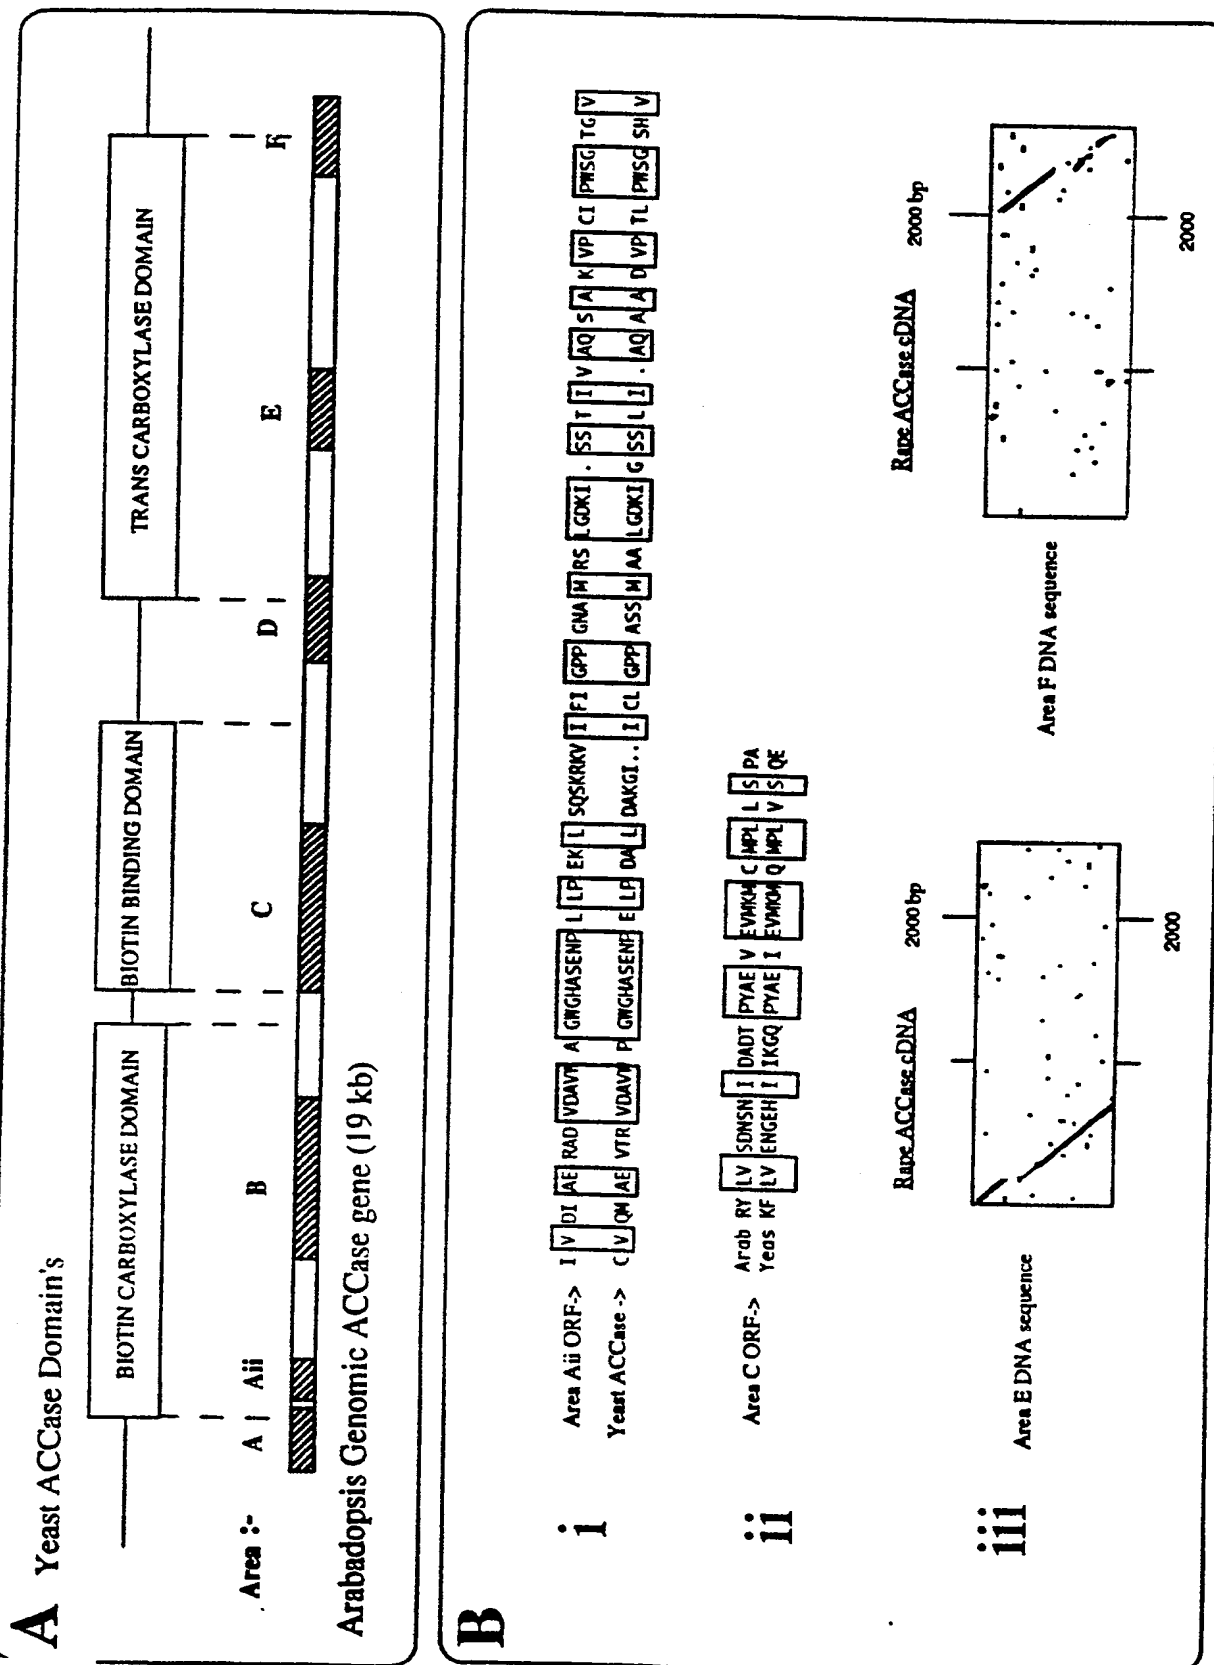 A Yeast ACCase Domain's
BIOTIN CARBOXYLASE DOMAIN
BIOTIN BINDING DOMAIN
TRANS CARBOXYLASE DOMAIN
Area :- A Aii B C D E F
Arabadopsis Genomic ACCase gene (19 kb)
B
i
Area Aii ORF-> I V DI AE RAD VDAVW A GWGHASENP L LP EK L SQSKRKV I FI GPP GNA M RS LGDKI . SS T I V AQ S A K VP CI PWSG TG V
Yeast ACCase -> C V QM AE VTR VDAVW P GWGHASENP E LP DA L DAKGI.. I CL GPP ASS M AA LGDKI G SS L I . AQ A A D VP TL PWSG SH V
ii
Area C ORF-> Arab RY LV SDNSN I DADT PYAE V EVMKM C MPL L S PA
Yeas KF LV ENGEH I IKGQ PYAE I EVMKM Q MPL V S QE
iii
Rape ACCase cDNA
2000 bp
Area E DNA sequence
2000
Rape ACCase cDNA
2000 bp
Area F DNA sequence
2000